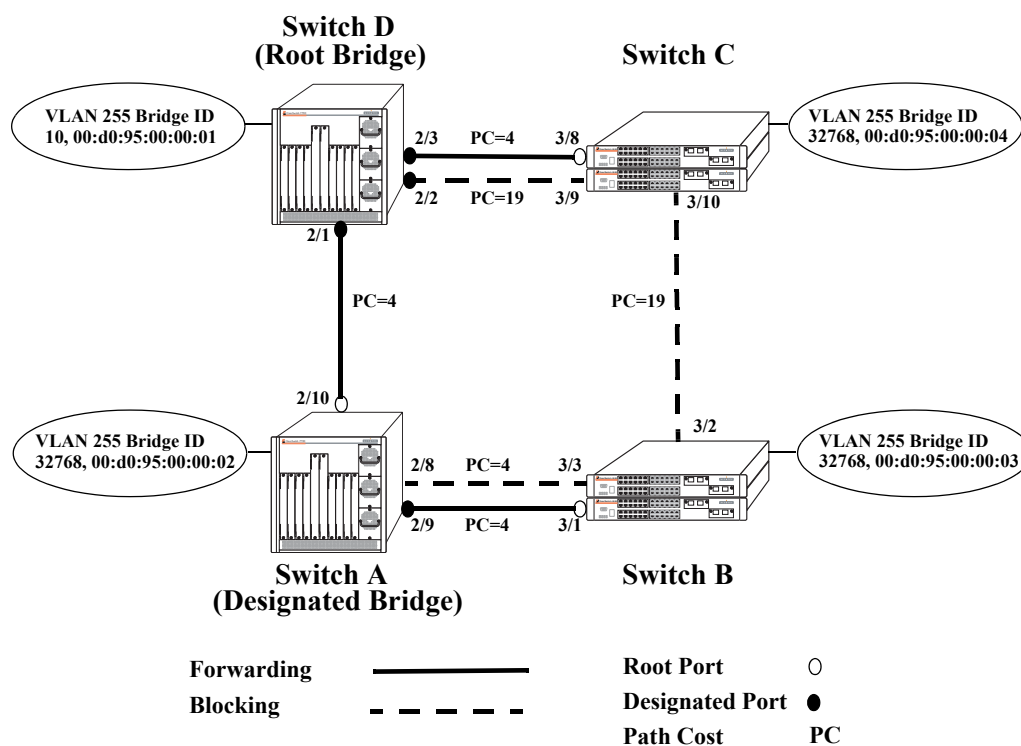 Switch D
(Root Bridge)
Switch C
VLAN 255 Bridge ID
10, 00:d0:95:00:00:01
VLAN 255 Bridge ID
32768, 00:d0:95:00:00:04
2/3
PC=4
3/8
2/2
PC=19
3/9
2/1
3/10
PC=4
PC=19
2/10
3/2
VLAN 255 Bridge ID
32768, 00:d0:95:00:00:02
VLAN 255 Bridge ID
32768, 00:d0:95:00:00:03
2/8
PC=4
3/3
2/9
PC=4
3/1
Switch A
(Designated Bridge)
Switch B
Forwarding
Blocking
Root Port
Designated Port
Path Cost
PC